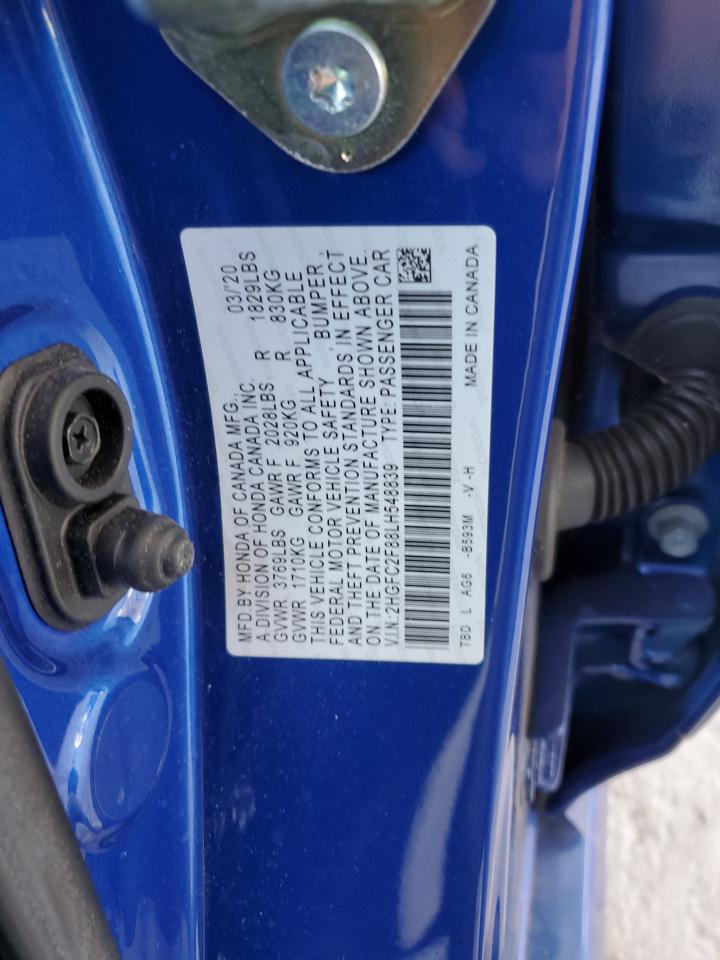 MFD. BY HONDA OF CANADA MFG., 03/'20
A DIVISION OF HONDA CANADA INC.
GVWR 3769LBS GAWR F 2028LBS R 1829LBS
GVWR 1710KG GAWR F 920KG R 830KG
THIS VEHICLE CONFORMS TO ALL APPLICABLE
FEDERAL MOTOR VEHICLE SAFETY , BUMPER ,
AND THEFT PREVENTION STANDARDS IN EFFECT
ON THE DATE OF MANUFACTURE SHOWN ABOVE.
V.I.N.:2HGFC2F88LH548839 TYPE:PASSENGER CAR
TBD L AG6 -B593M -V -H MADE IN CANADA